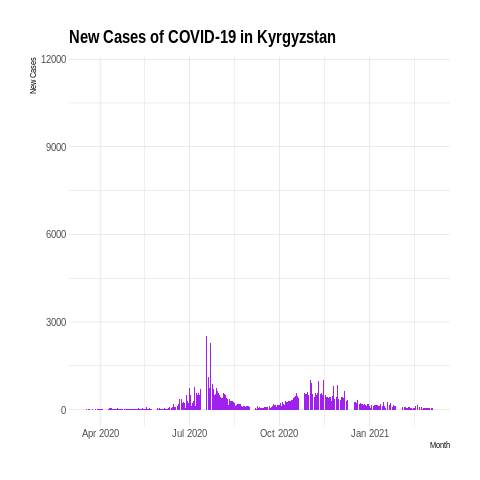 New Cases of COVID-19 in Kyrgyzstan
New Cases
12000
9000
6000
3000
0
Apr 2020 Jul 2020 Oct 2020 Jan 2021
Month